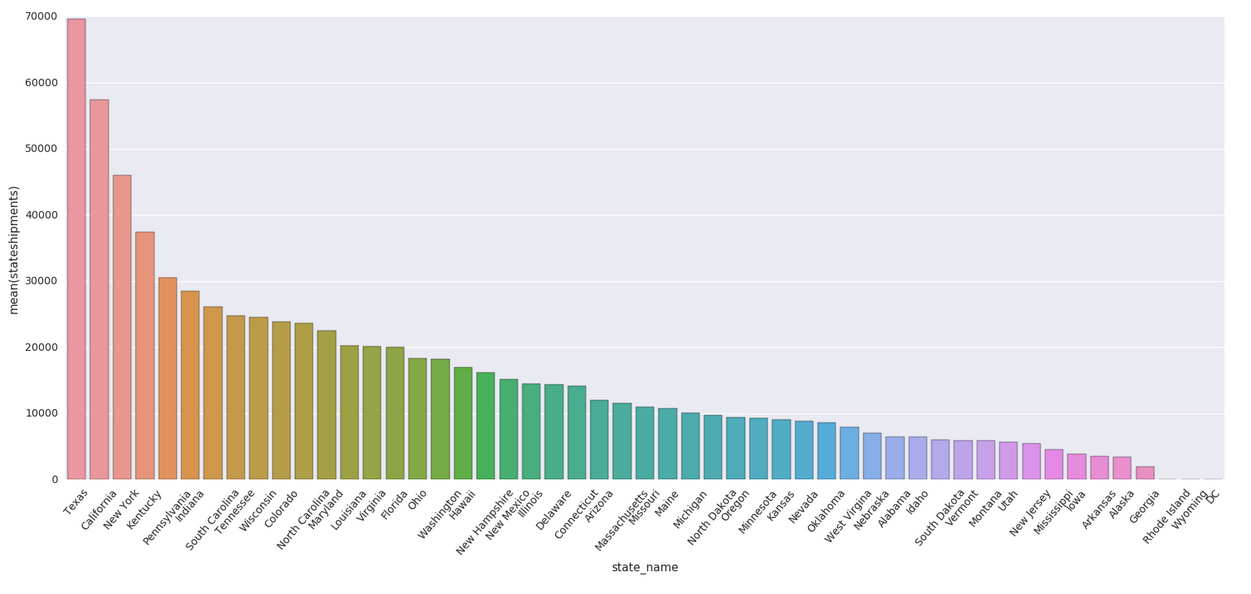 70000
60000
50000
40000
30000
20000
10000
0
mean(stateshipments)
Texas
California
New York
Kentucky
Pennsylvania
Indiana
South Carolina
Tennessee
Wisconsin
Colorado
North Carolina
Maryland
Louisiana
Virginia
Florida
Ohio
Washington
Hawaii
New Hampshire
New Mexico
Illinois
Delaware
Connecticut
Arizona
Massachusetts
Missouri
Maine
Michigan
North Dakota
Oregon
Minnesota
Kansas
Nevada
Oklahoma
West Virgina
Nebraska
Alabama
Idaho
South Dakota
Vermont
Montana
Utah
New Jersey
Mississippi
Iowa
Arkansas
Alaska
Georgia
Rhode Island
Wyoming
DC
state_name